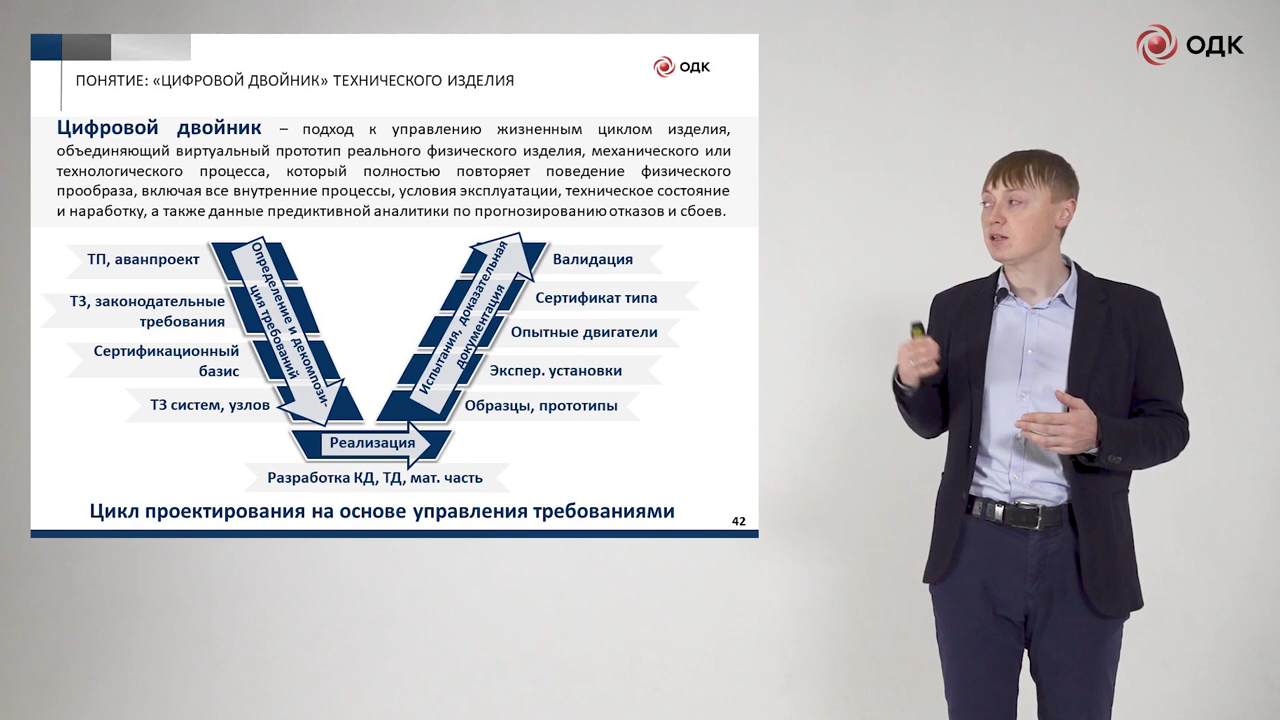 ОДК
ОДК
ПОНЯТИЕ: «ЦИФРОВОЙ ДВОЙНИК» ТЕХНИЧЕСКОГО ИЗДЕЛИЯ
Цифровой двойник – подход к управлению жизненным циклом изделия,
объединяющий виртуальный прототип реального физического изделия, механического или
технологического процесса, который полностью повторяет поведение физического
прообраза, включая все внутренние процессы, условия эксплуатации, техническое состояние
и наработку, а также данные предиктивной аналитики по прогнозированию отказов и сбоев.
ТП, аванпроект
ТЗ, законодательные
требования
Сертификационный
базис
ТЗ систем, узлов
Определение и декомпози-
ция требований
Реализация
Разработка КД, ТД, мат. часть
Испытания, доказательная
документация
Валидация
Сертификат типа
Опытные двигатели
Экспер. установки
Образцы, прототипы
Цикл проектирования на основе управления требованиями
42